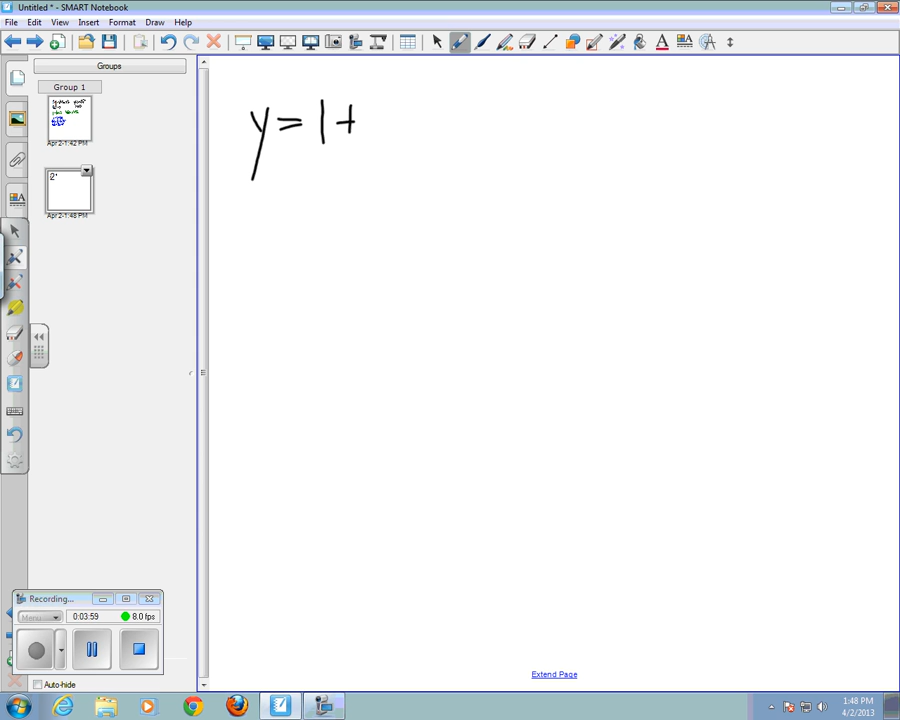 Untitled * - SMART Notebook
File Edit View Insert Format Draw Help
Groups
Group 1
Apr 2-1:42 PM
Apr 2-1:48 PM
y = 1 +
Recording...
Menu
0:03:59
8.0 fps
Auto-hide
Extend Page
1:48 PM
4/2/2013